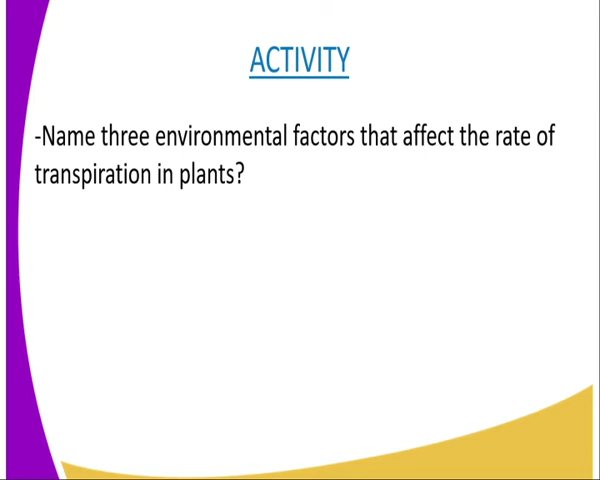 ACTIVITY
-Name three environmental factors that affect the rate of
transpiration in plants?